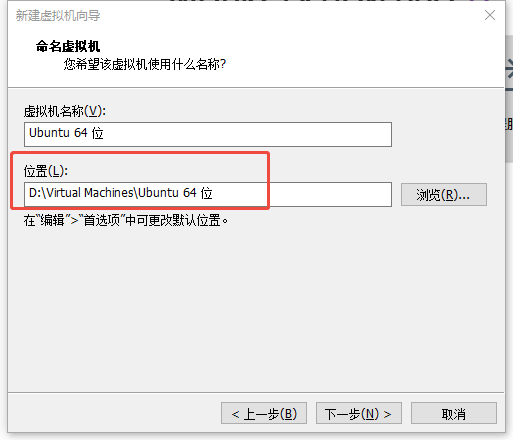 新建虚拟机向导
命名虚拟机
您希望该虚拟机使用什么名称?
虚拟机名称(V):
Ubuntu 64 位
位置(L):
D:\Virtual Machines\Ubuntu 64 位
浏览(R)...
在“编辑”>“首选项”中可更改默认位置。
< 上一步(B)
下一步(N) >
取消